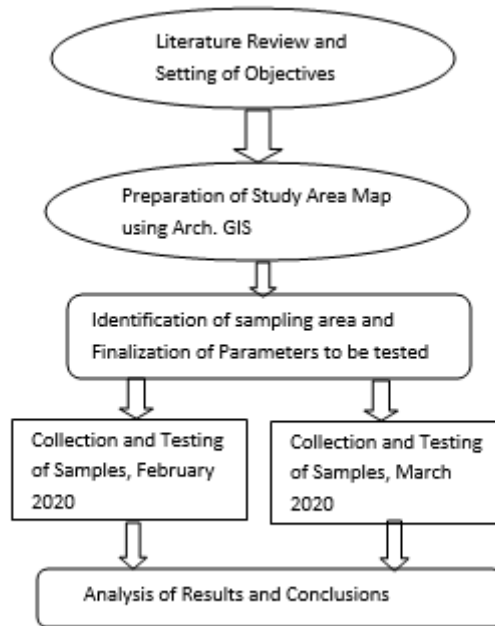 Literature Review and
Setting of Objectives
Preparation of Study Area Map
using Arch. GIS
Identification of sampling area and
Finalization of Parameters to be tested
Collection and Testing
of Samples, February
2020
Collection and Testing
of Samples, March
2020
Analysis of Results and Conclusions